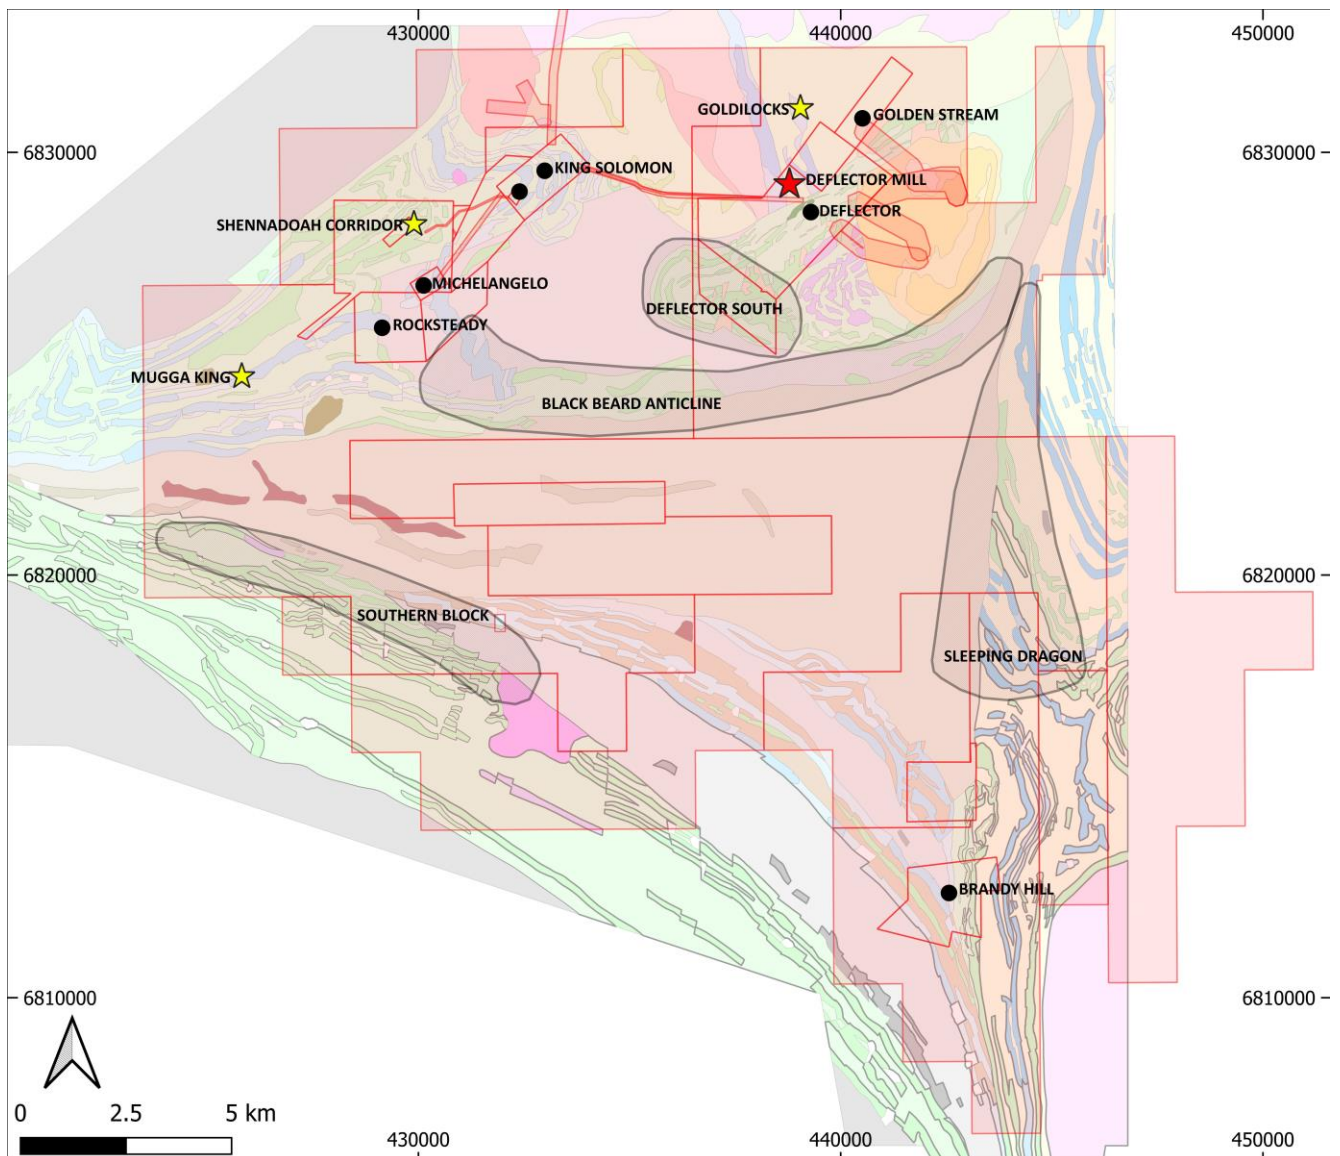 430000
440000
450000
GOLDILOCKS
GOLDEN STREAM
6830000
6830000
KING SOLOMON
DEFLECTOR MILL
DEFLECTOR
SHENNADOAH CORRIDOR
MICHELANGELO
DEFLECTOR SOUTH
ROCKSTEADY
MUGGA KING
BLACK BEARD ANTICLINE
6820000
6820000
SOUTHERN BLOCK
SLEEPING DRAGON
BRANDY HILL
6810000
6810000
0 2.5 5 km
430000
440000
450000